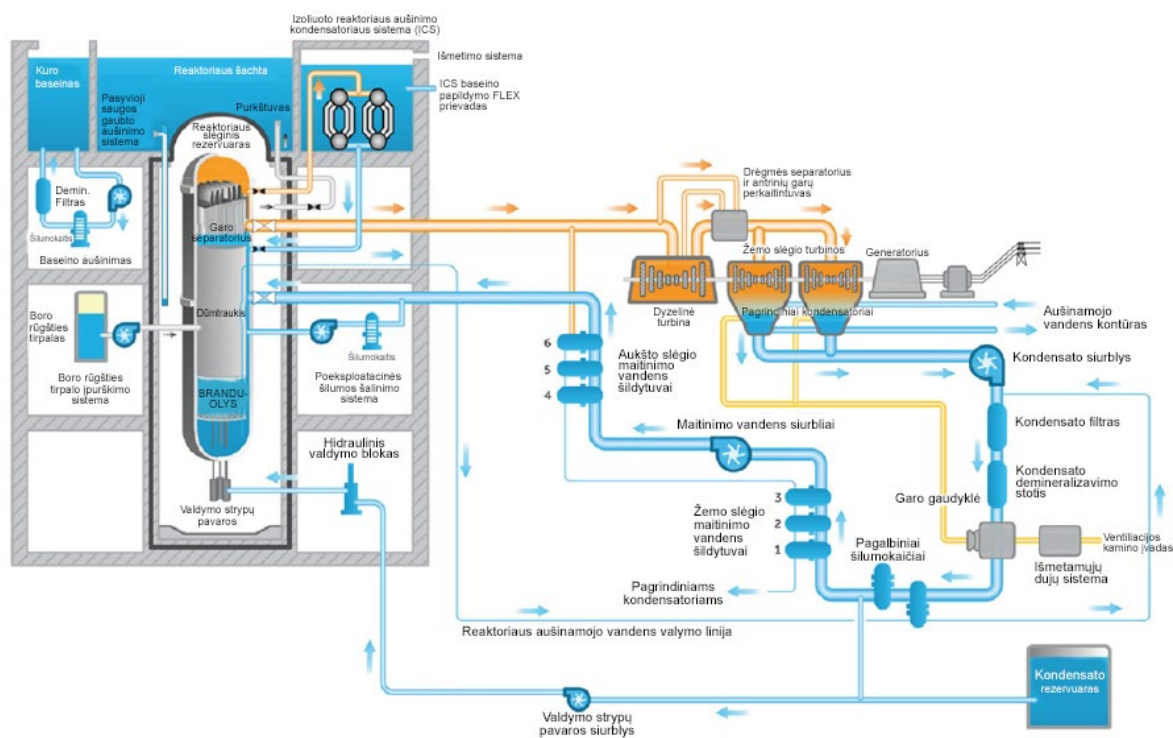 Izoliuoto reaktoriaus aušinimo
kondensatoriaus sistema (ICS)
Išmetimo sistema
Kuro
baseinas
Reaktoriaus šachta
ICS baseino
papildymo FLEX
prievadas
Pasyvioji
saugos
gaubto
aušinimo
sistema
Purkštuvas
Reaktoriaus
slėginis
rezervuaras
Demin.
Filtras
Šilumokaitis
Baseino aušinimas
Garo
separatorius
Drėgmės separatorius
ir antrinių garų
perkaitintuvas
Žemo slėgio turbinos
Generatorius
Dyzelinė
turbina
Pagrindiniai kondensatoriai
Aušinamojo
vandens kontūras
Boro
rūgšties
tirpalas
Dūmtraukis
Šilumokaitis
Boro rūgšties
tirpalo įpurškimo
sistema
Poeksploatacinės
šilumos šalinimo
sistema
BRANDU-
OLYS
6
5
4
Aukšto slėgio
maitinimo
vandens
šildytuvai
Kondensato siurblys
Kondensato filtras
Maitinimo vandens siurbliai
Hidraulinis
valdymo blokas
Kondensato
demineralizavimo
stotis
Valdymo strypų
pavaros
3
2
1
Žemo slėgio
maitinimo
vandens
šildytuvai
Garo gaudyklė
Ventiliacijos
kamino įvadas
Pagalbiniai
šilumokaičiai
Išmetamųjų
dujų sistema
Pagrindiniams
kondensatoriams
Reaktoriaus aušinamojo vandens valymo linija
Kondensato
rezervuaras
Valdymo strypų
pavaros siurblys